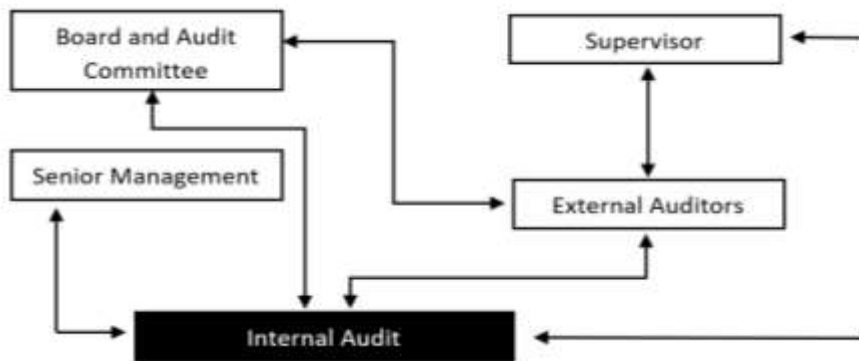 Board and Audit
Committee
Supervisor
Senior Management
External Auditors
Internal Audit